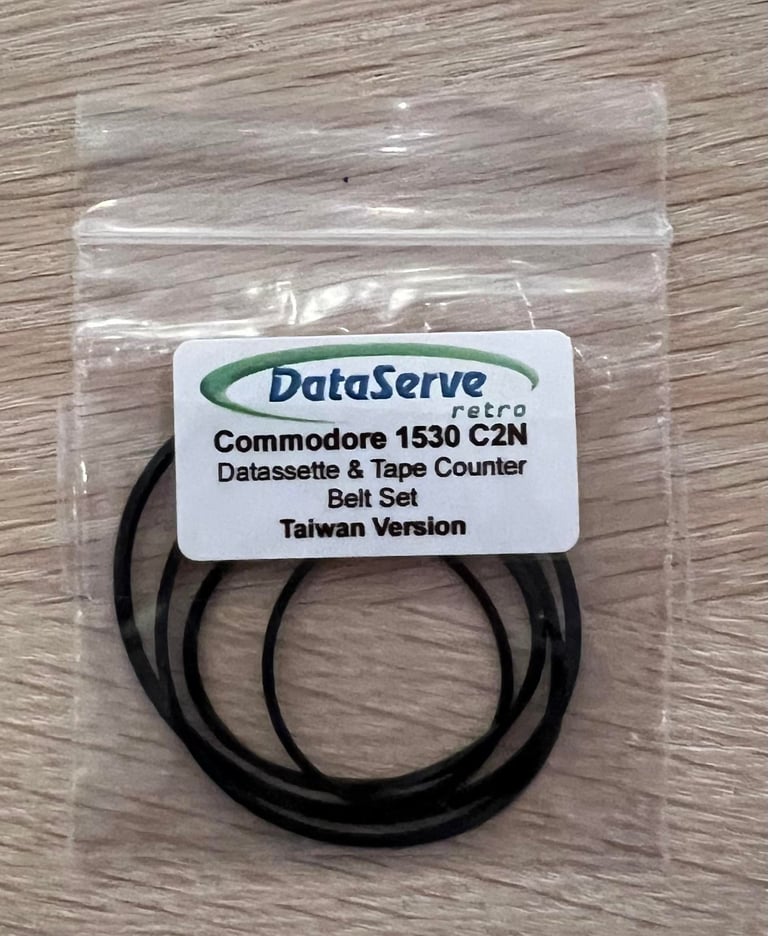 DataServe
retro
Commodore 1530 C2N
Datassette & Tape Counter
Belt Set
Taiwan Version